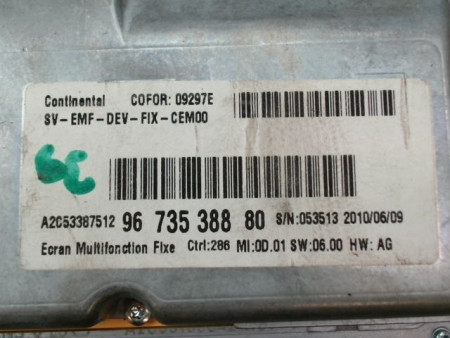 Continental COFOR: 09297E
SV-EMF-DEV-FIX-CEM00
A2C53387512 96 735 388 80 S/N:053513 2010/06/09
Ecran Multifonction Fixe Ctrl:286 MI:0D.01 SW:06.00 HW: AG